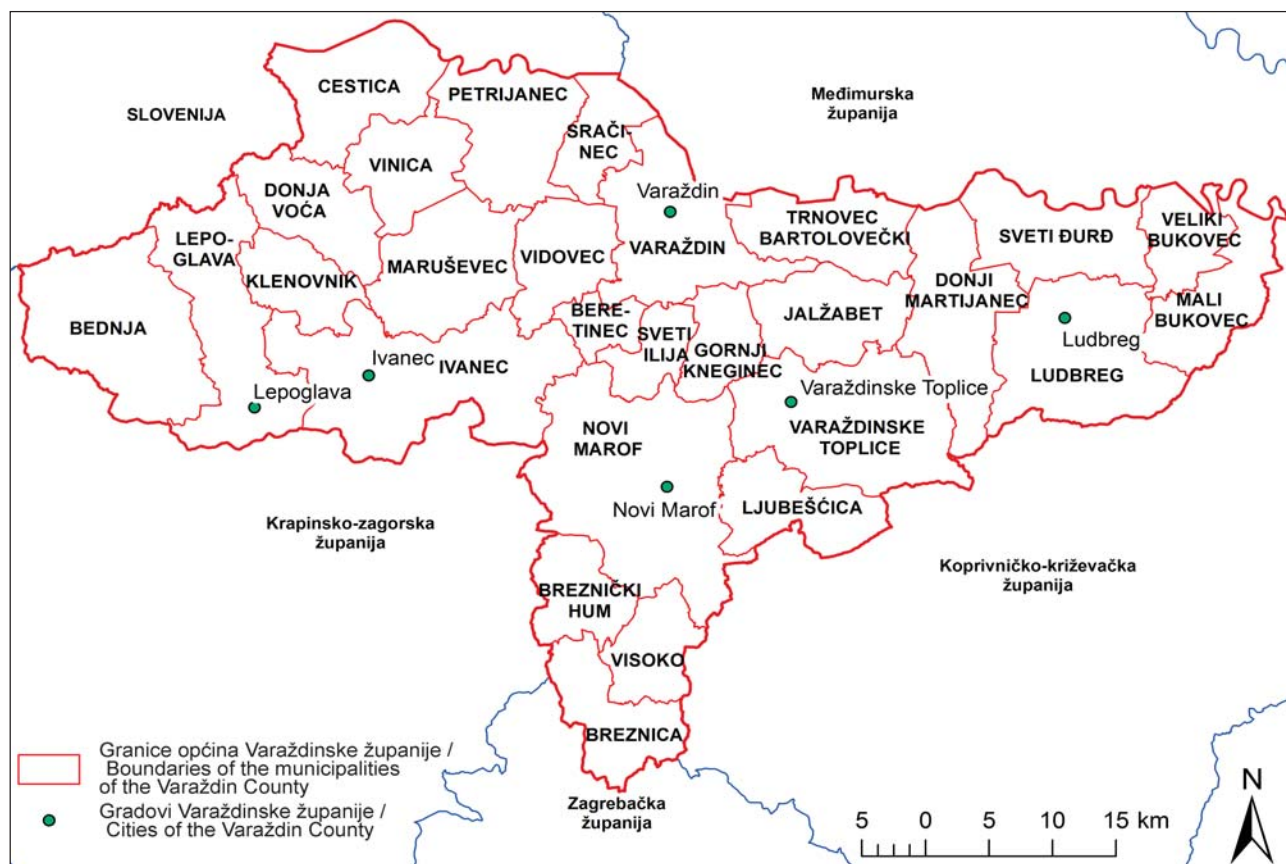 CESTICA
PETRIJANEC
Međimurska
županija
SLOVENIJA
SRAČI-
NEC
VINICA
Varaždin
DONJA
VOĆA
TRNOVEC
BARTOLOVEČKI
VELIKI
BUKOVEC
SVETI ĐURĐ
LEPO-
GLAVA
VARAŽDIN
VIDOVEC
MARUŠEVEC
KLENOVNIK
DONJI
MARTIJANEC
MALI
BUKOVEC
JALŽABET
BEDNJA
BERE-
TINEC
SVETI
ILIJA
GORNJI
KNEGINEC
Ludbreg
Ivanec
IVANEC
LUDBREG
Lepoglava
Varaždinske Toplice
NOVI
MAROF
VARAŽDINSKE
TOPLICE
Novi Marof
LJUBEŠĆICA
Krapinsko-zagorska
županija
Koprivničko-križevačka
županija
BREZNIČKI
HUM
VISOKO
BREZNICA
Granice općina Varaždinske županije /
Boundaries of the municipalities
of the Varaždin County
Gradovi Varaždinske županije /
Cities of the Varaždin County
Zagrebačka
županija
N
5 0 5 10 15 km